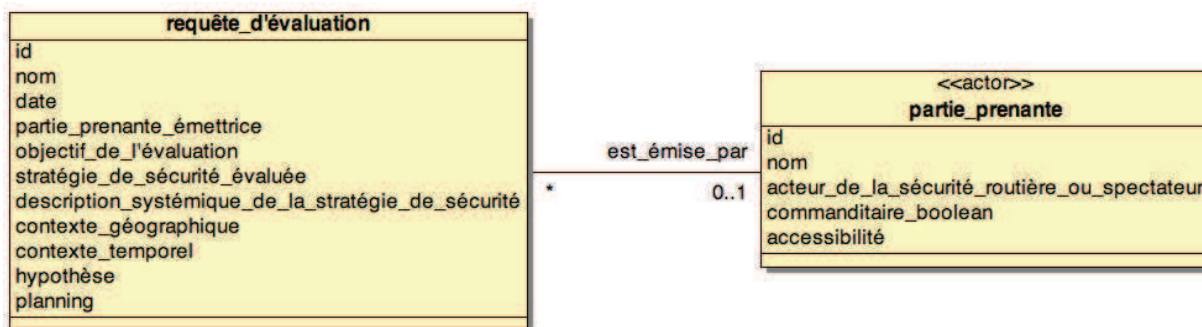 requête_d'évaluation
id
nom
date
partie_prenante_émettrice
objectif_de_l'évaluation
stratégie_de_sécurité_évaluée
description_systémique_de_la_stratégie_de_sécurité
contexte_géographique
contexte_temporel
hypothèse
planning
est_émise_par
*
0..1
<<actor>>
partie_prenante
id
nom
acteur_de_la_sécurité_routière_ou_spectateur
commanditaire_boolean
accessibilité